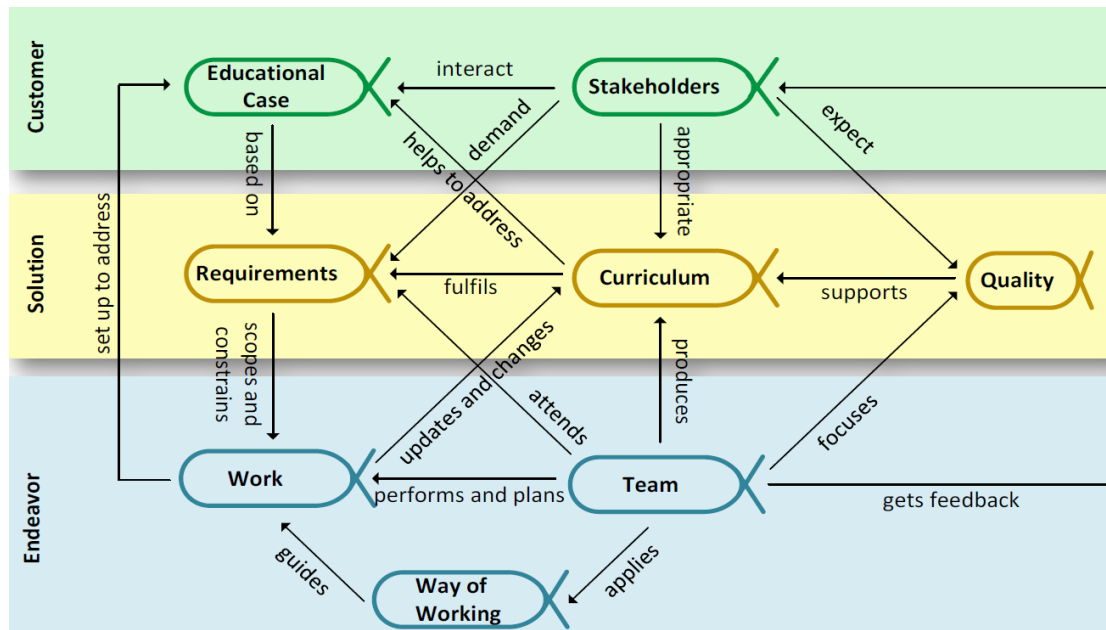 Customer
Educational
Case
interact
Stakeholders
based on
helps to address
demand
appropriate
expect
set up to address
Solution
Requirements
fulfils
Curriculum
supports
Quality
scopes and
constrains
updates and changes
attends
produces
focuses
Endeavor
Work
performs and plans
Team
gets feedback
guides
Way of
Working
applies